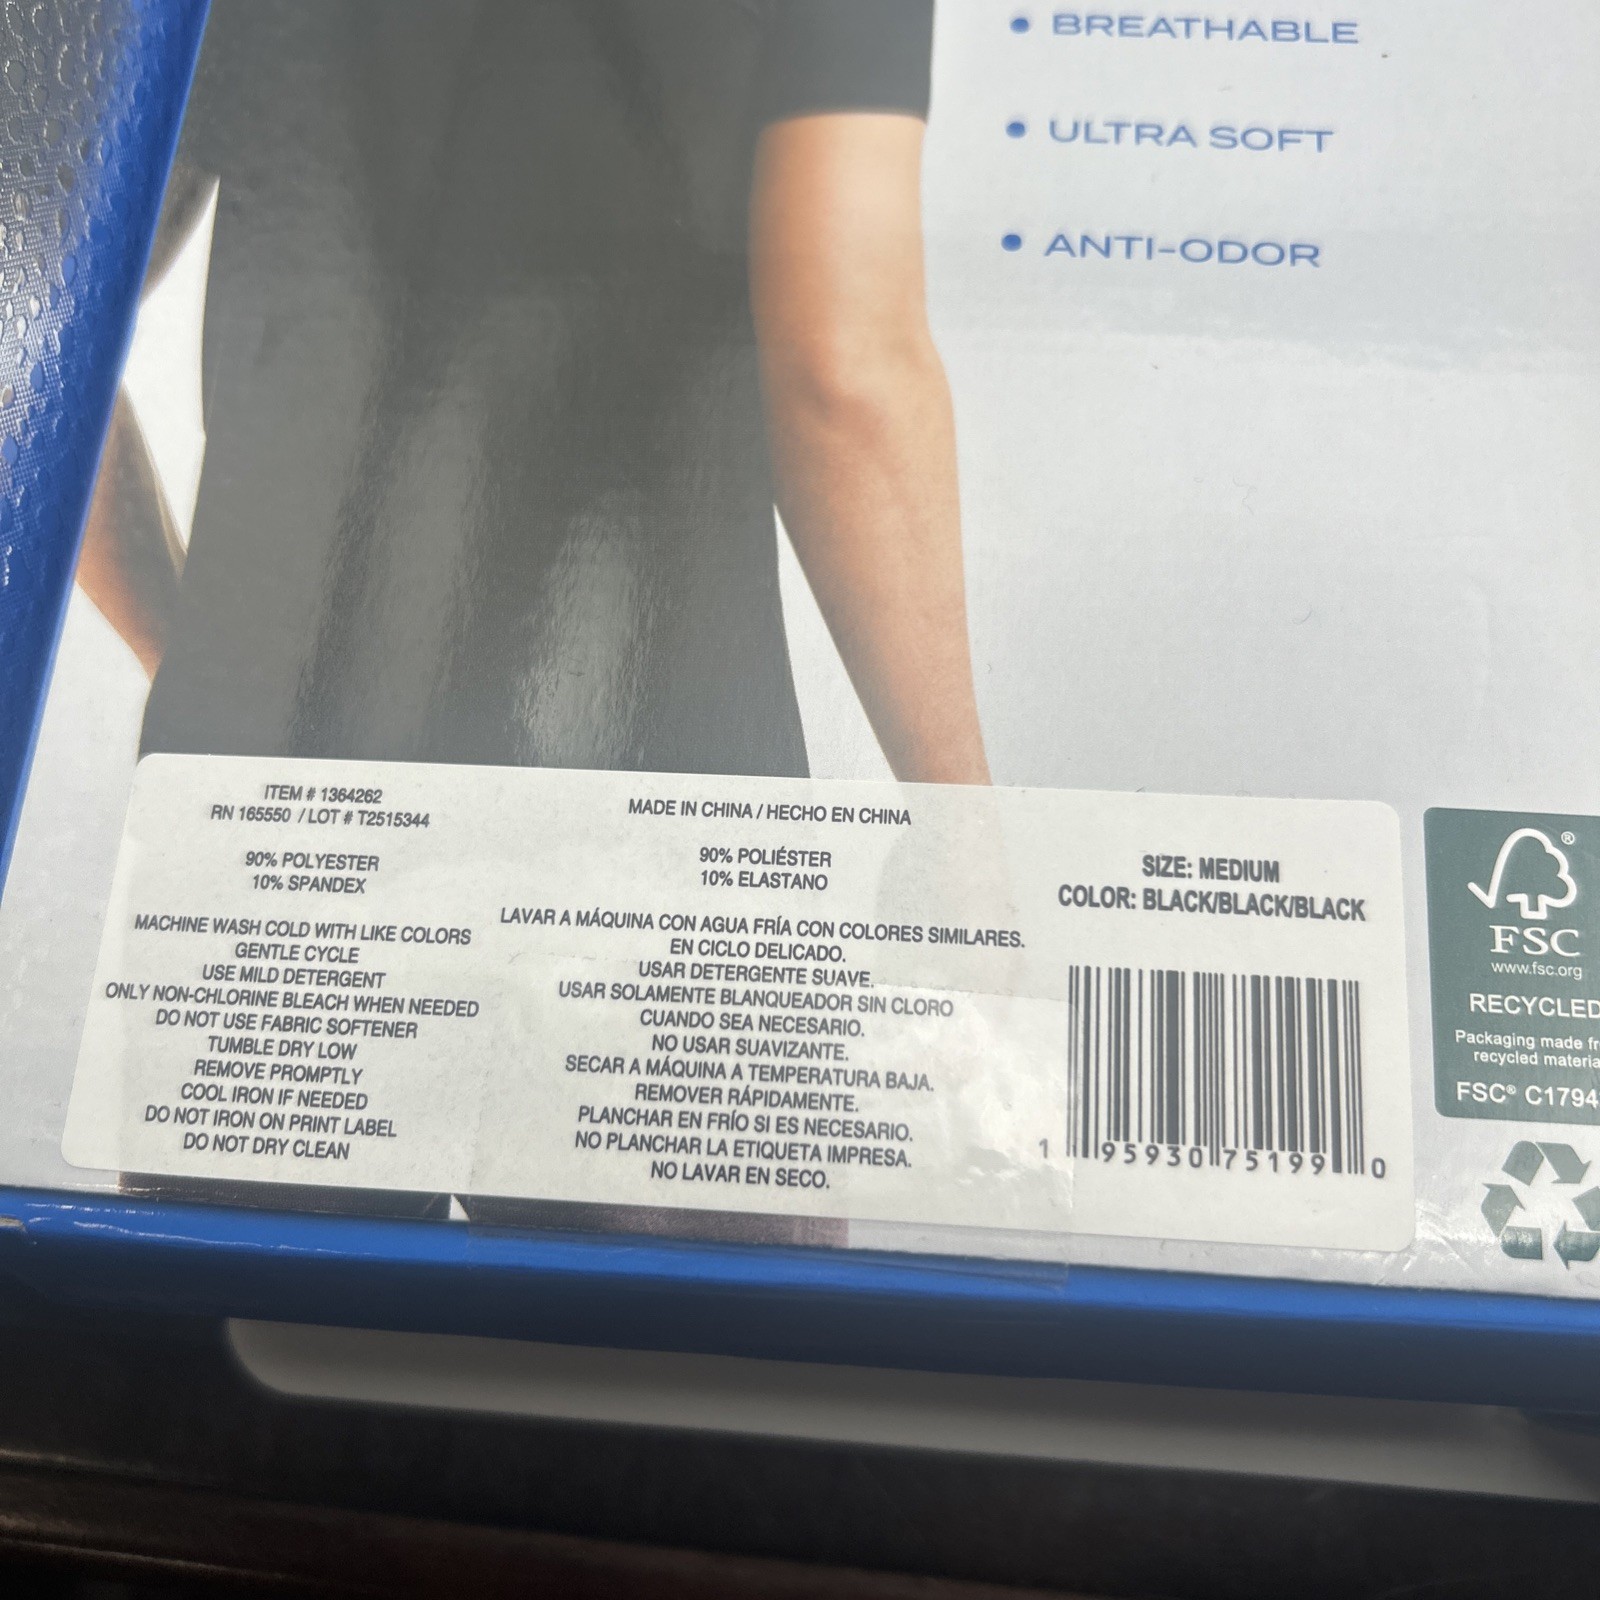 • BREATHABLE
• ULTRA SOFT
• ANTI-ODOR
ITEM # 1364262
RN 165550 / LOT # T2515344
90% POLYESTER
10% SPANDEX
MACHINE WASH COLD WITH LIKE COLORS
GENTLE CYCLE
USE MILD DETERGENT
ONLY NON-CHLORINE BLEACH WHEN NEEDED
DO NOT USE FABRIC SOFTENER
TUMBLE DRY LOW
REMOVE PROMPTLY
COOL IRON IF NEEDED
DO NOT IRON ON PRINT LABEL
DO NOT DRY CLEAN
MADE IN CHINA / HECHO EN CHINA
90% POLIÉSTER
10% ELASTANO
LAVAR A MÁQUINA CON AGUA FRÍA CON COLORES SIMILARES.
EN CICLO DELICADO.
USAR DETERGENTE SUAVE.
USAR SOLAMENTE BLANQUEADOR SIN CLORO
CUANDO SEA NECESARIO.
NO USAR SUAVIZANTE.
SECAR A MÁQUINA A TEMPERATURA BAJA.
REMOVER RÁPIDAMENTE.
PLANCHAR EN FRÍO SI ES NECESARIO.
NO PLANCHAR LA ETIQUETA IMPRESA.
NO LAVAR EN SECO.
SIZE: MEDIUM
COLOR: BLACK/BLACK/BLACK
1 95930 75199 0
®
FSC
www.fsc.org
RECYCLED
Packaging made
recycled
FSC® C1794